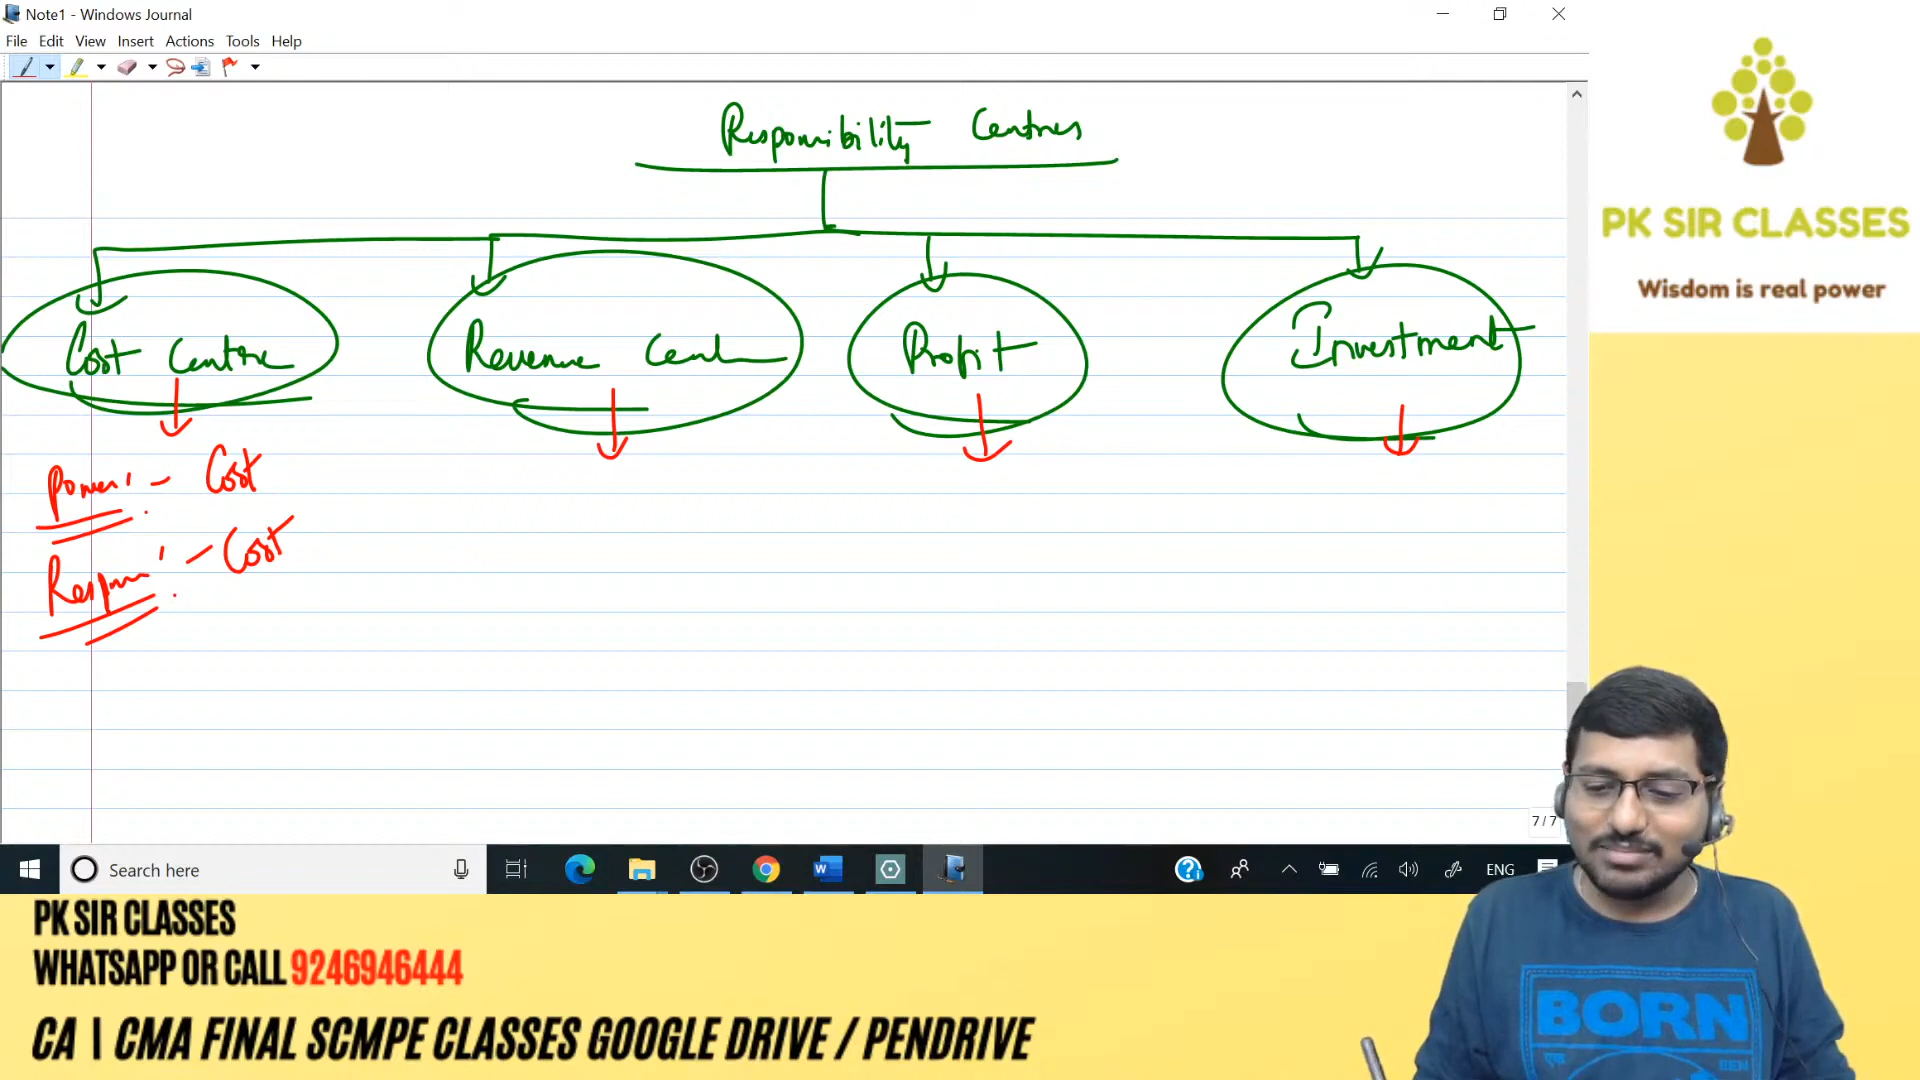 Note1 - Windows Journal
File Edit View Insert Actions Tools Help
Responsibility Centres
Cost Centre
Revenue Cent
Profit
Investment
Power: - Cost
Respons: - Cost
7 / 7
Search here
ENG
PK SIR CLASSES
Wisdom is real power
BORN
PK SIR CLASSES
WHATSAPP OR CALL 9246946444
CA \ CMA FINAL SCMPE CLASSES GOOGLE DRIVE / PENDRIVE